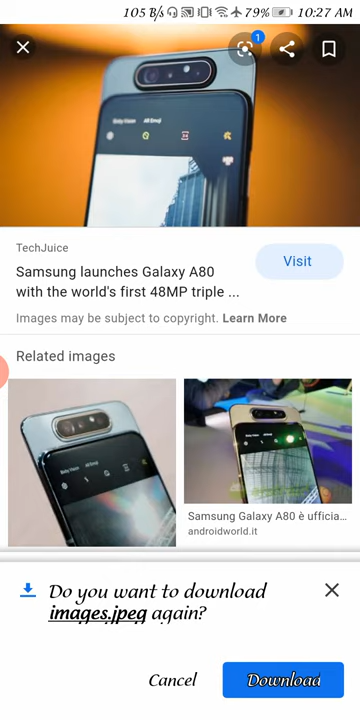 105 B/s 79% 10:27 AM
1
TechJuice
Visit
Samsung launches Galaxy A80
with the world's first 48MP triple ...
Images may be subject to copyright. Learn More
Related images
Samsung Galaxy A80 è ufficia...
androidworld.it
Do you want to download
images.jpeg again?
Cancel
Download